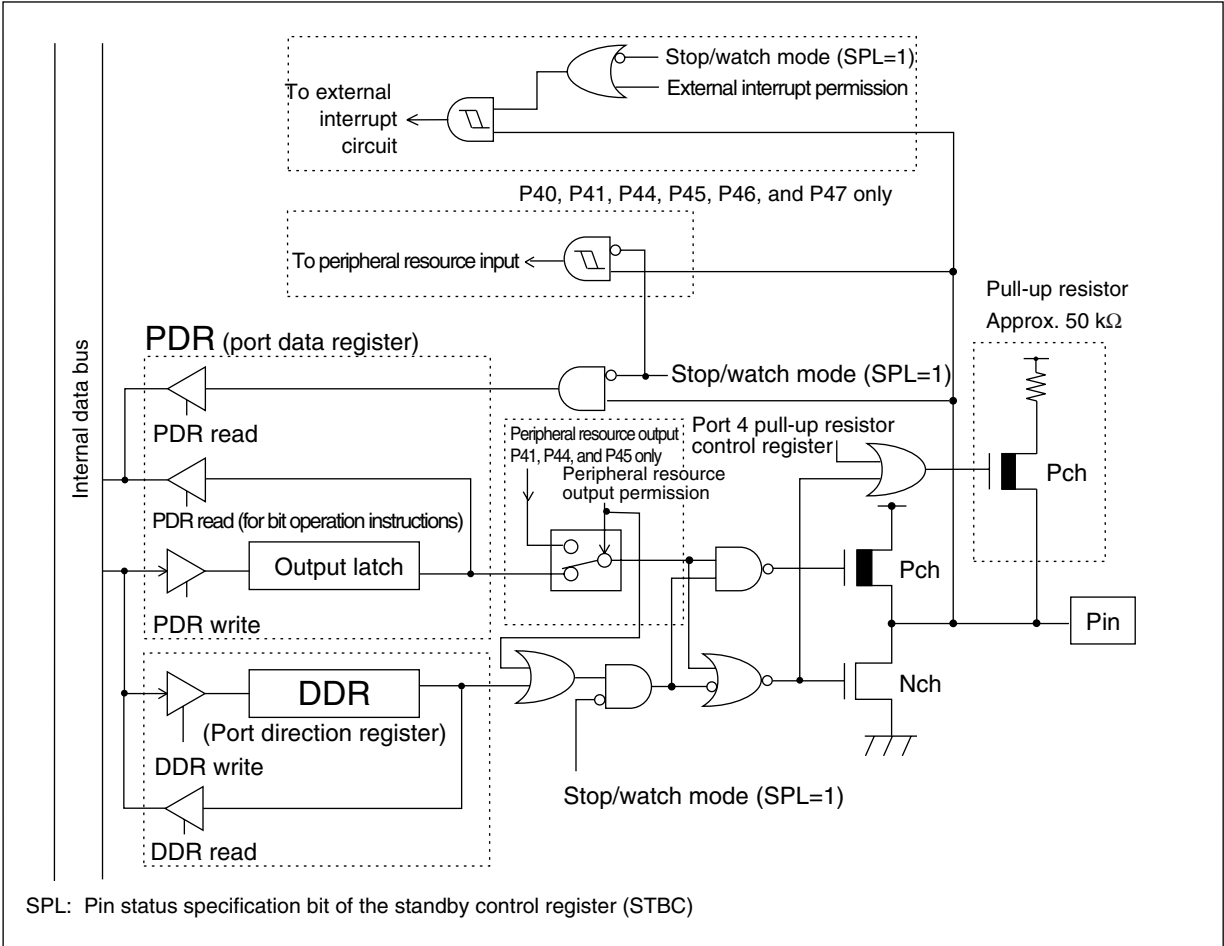 Stop/watch mode (SPL=1)
External interrupt permission
To external
interrupt
circuit
P40, P41, P44, P45, P46, and P47 only
To peripheral resource input
Pull-up resistor
Approx. 50 kΩ
Internal data bus
PDR (port data register)
Stop/watch mode (SPL=1)
PDR read
Port 4 pull-up resistor
control register
Peripheral resource output
P41, P44, and P45 only
Peripheral resource
output permission
Pch
PDR read (for bit operation instructions)
Output latch
Pch
PDR write
Pin
DDR
Nch
(Port direction register)
DDR write
Stop/watch mode (SPL=1)
DDR read
SPL: Pin status specification bit of the standby control register (STBC)